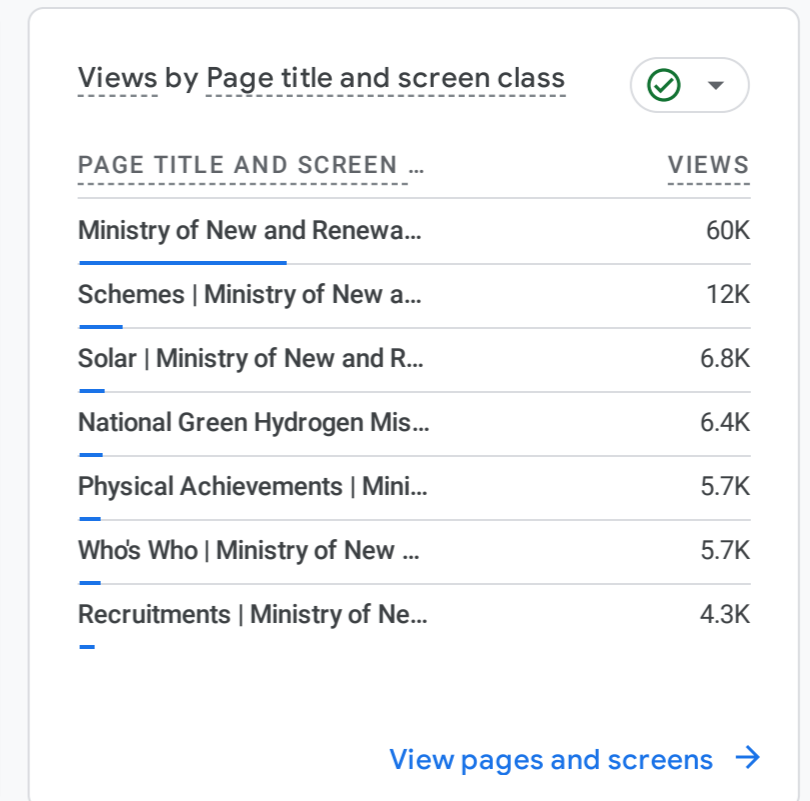 Views by Page title and screen class
PAGE TITLE AND SCREEN ... VIEWS
Ministry of New and Renewa... 60K
Schemes | Ministry of New a... 12K
Solar | Ministry of New and R... 6.8K
National Green Hydrogen Mis... 6.4K
Physical Achievements | Mini... 5.7K
Who's Who | Ministry of New ... 5.7K
Recruitments | Ministry of Ne... 4.3K
View pages and screens